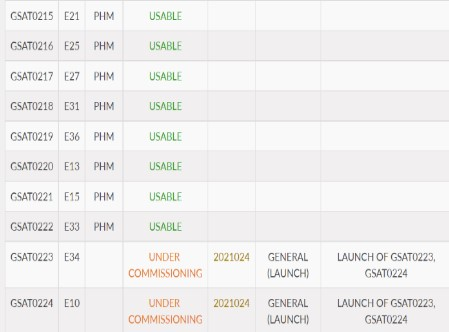 GSAT0215 E21 PHM USABLE
GSAT0216 E25 PHM USABLE
GSAT0217 E27 PHM USABLE
GSAT0218 E31 PHM USABLE
GSAT0219 E36 PHM USABLE
GSAT0220 E13 PHM USABLE
GSAT0221 E15 PHM USABLE
GSAT0222 E33 PHM USABLE
GSAT0223 E34 UNDER 2021024 GENERAL LAUNCH OF GSAT0223,
COMMISSIONING (LAUNCH) GSAT0224
GSAT0224 E10 UNDER 2021024 GENERAL LAUNCH OF GSAT0223,
COMMISSIONING (LAUNCH) GSAT0224